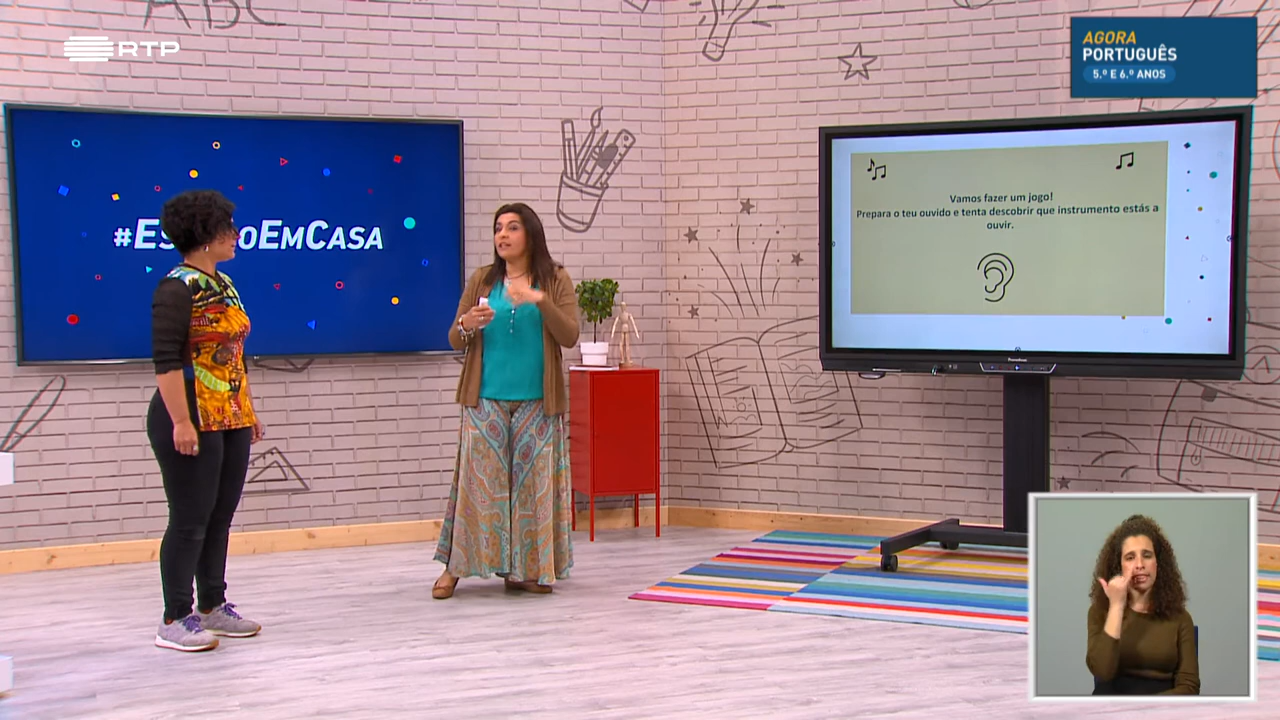 ABC
RTP
AGORA
PORTUGUÊS
5.º E 6.º ANOS
Vamos fazer um jogo!
Prepara o teu ouvido e tenta descobrir que instrumento estás a
ouvir.